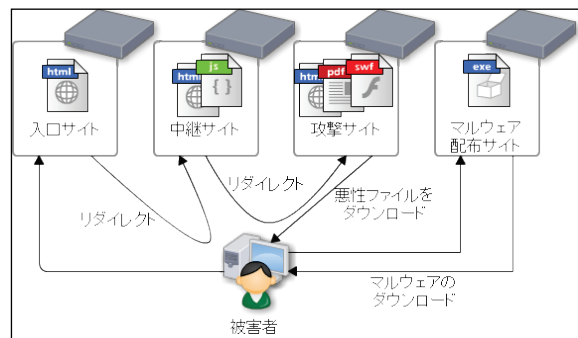 html
入口サイト
js
html
中継サイト
swf
pdf
html
攻撃サイト
exe
マルウェア
配布サイト
リダイレクト
リダイレクト
悪性ファイルを
ダウンロード
マルウェアの
ダウンロード
被害者